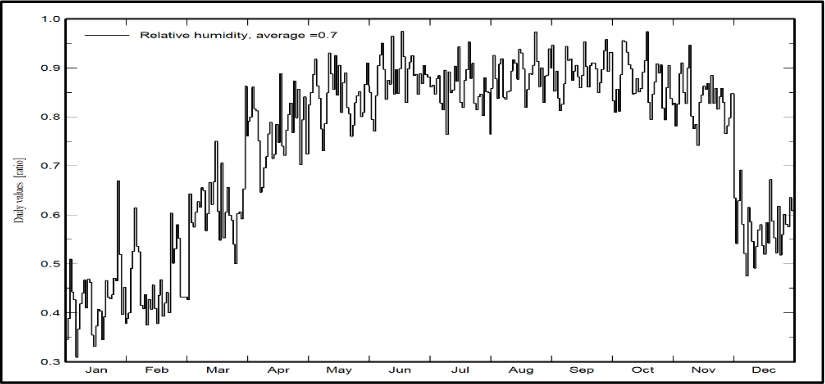 1.0
Relative humidity, average =0.7
0.9
0.8
0.7
0.6
0.5
0.4
0.3
Daily values [ratio]
Jan Feb Mar Apr May Jun Jul Aug Sep Oct Nov Dec